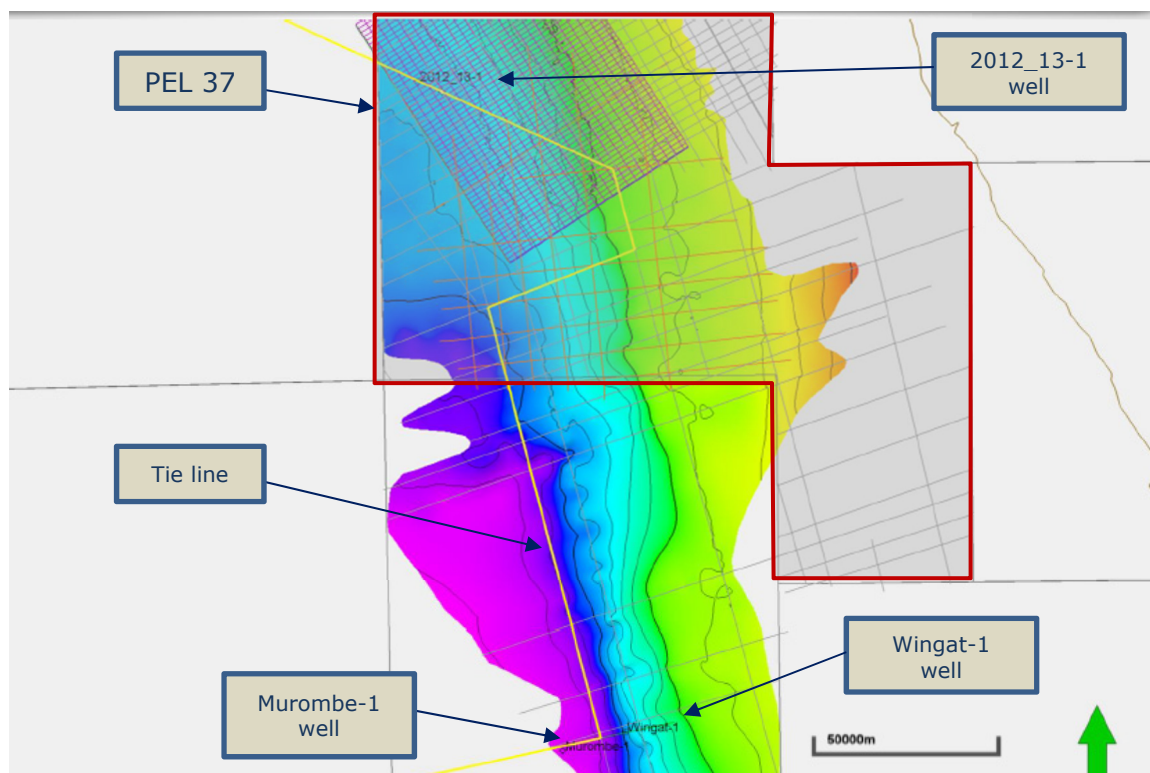 PEL 37
2012_13-1
2012_13-1
well
Tie line
Wingat-1
well
Murombe-1
well
Wingat-1
Murombe-1
50000m